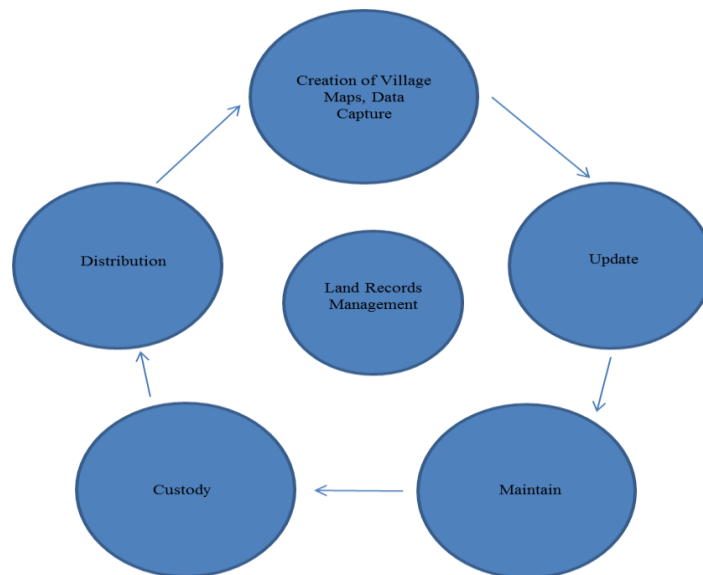 Creation of Village
Maps, Data
Capture
Distribution
Update
Land Records
Management
Custody
Maintain